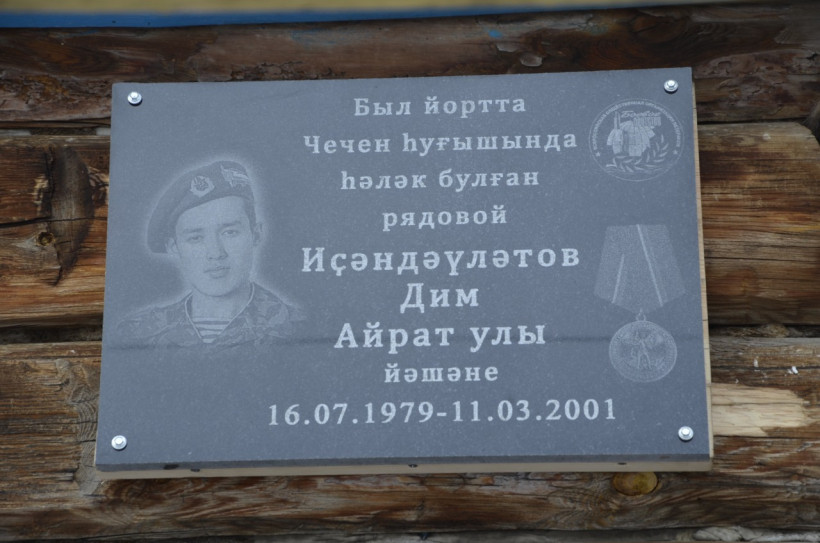 Был йортта
Чечен һуғышында
һәләк булған
рядовой
Иҫәндәүләтов
Дим
Айрат улы
йәшәне
16.07.1979-11.03.2001